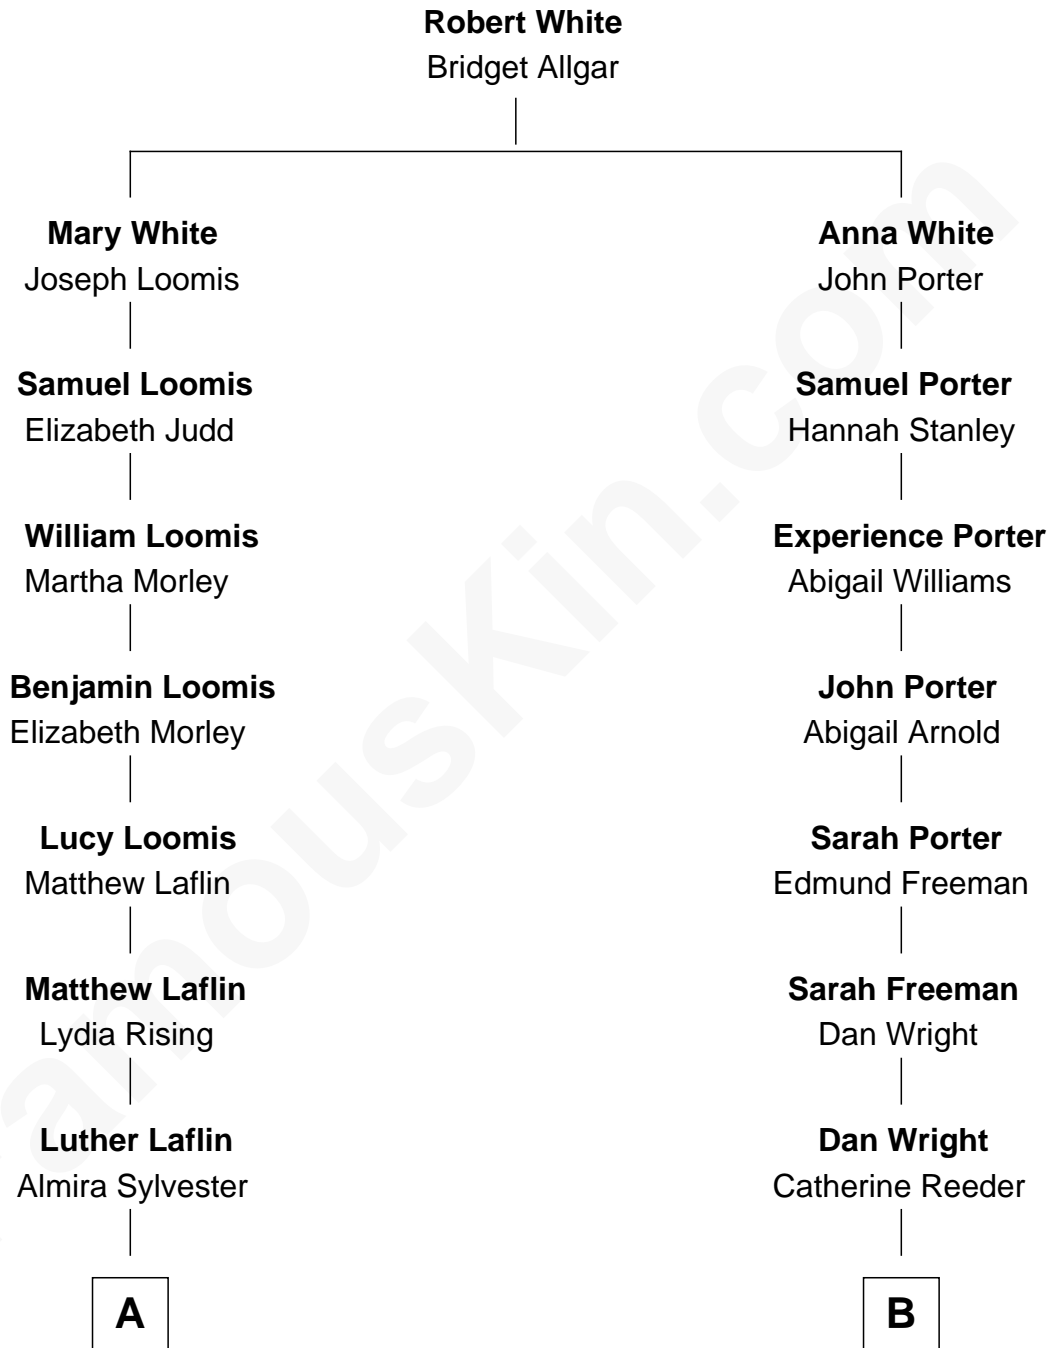 Robert White
Bridget Allgar
Mary White
Joseph Loomis
Anna White
John Porter
Samuel Loomis
Elizabeth Judd
Samuel Porter
Hannah Stanley
William Loomis
Martha Morley
Experience Porter
Abigail Williams
Benjamin Loomis
Elizabeth Morley
John Porter
Abigail Arnold
Lucy Loomis
Matthew Laflin
Sarah Porter
Edmund Freeman
Matthew Laflin
Lydia Rising
Sarah Freeman
Dan Wright
Luther Laflin
Almira Sylvester
Dan Wright
Catherine Reeder
A
B
famouskin.com